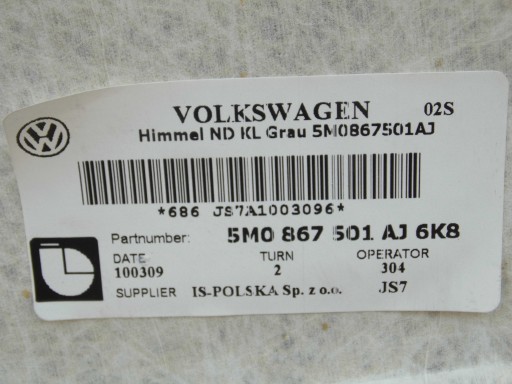 VOLKSWAGEN 02S
Himmel ND KL Grau 5M0867501AJ
*686 JS7A1003096*
Partnumber: 5M0 867 501 AJ 6K8
DATE TURN OPERATOR
100309 2 304
SUPPLIER IS-POLSKA Sp. z o.o. JS7